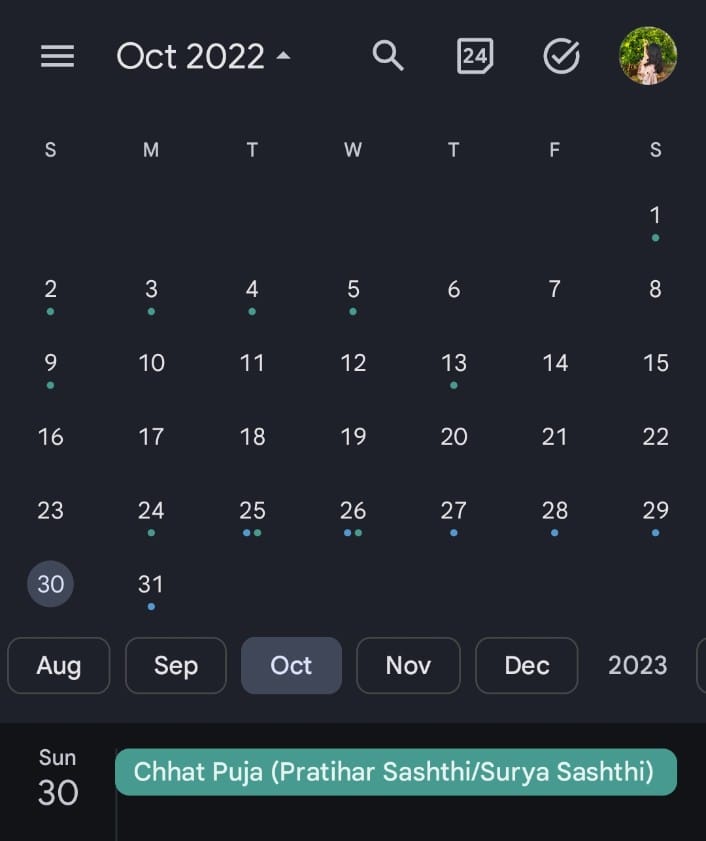 Oct 2022 24
S M T W T F S
1
2 3 4 5 6 7 8
9 10 11 12 13 14 15
16 17 18 19 20 21 22
23 24 25 26 27 28 29
30 31
Aug Sep Oct Nov Dec 2023
Sun
30
Chhat Puja (Pratihar Sashthi/Surya Sashthi)